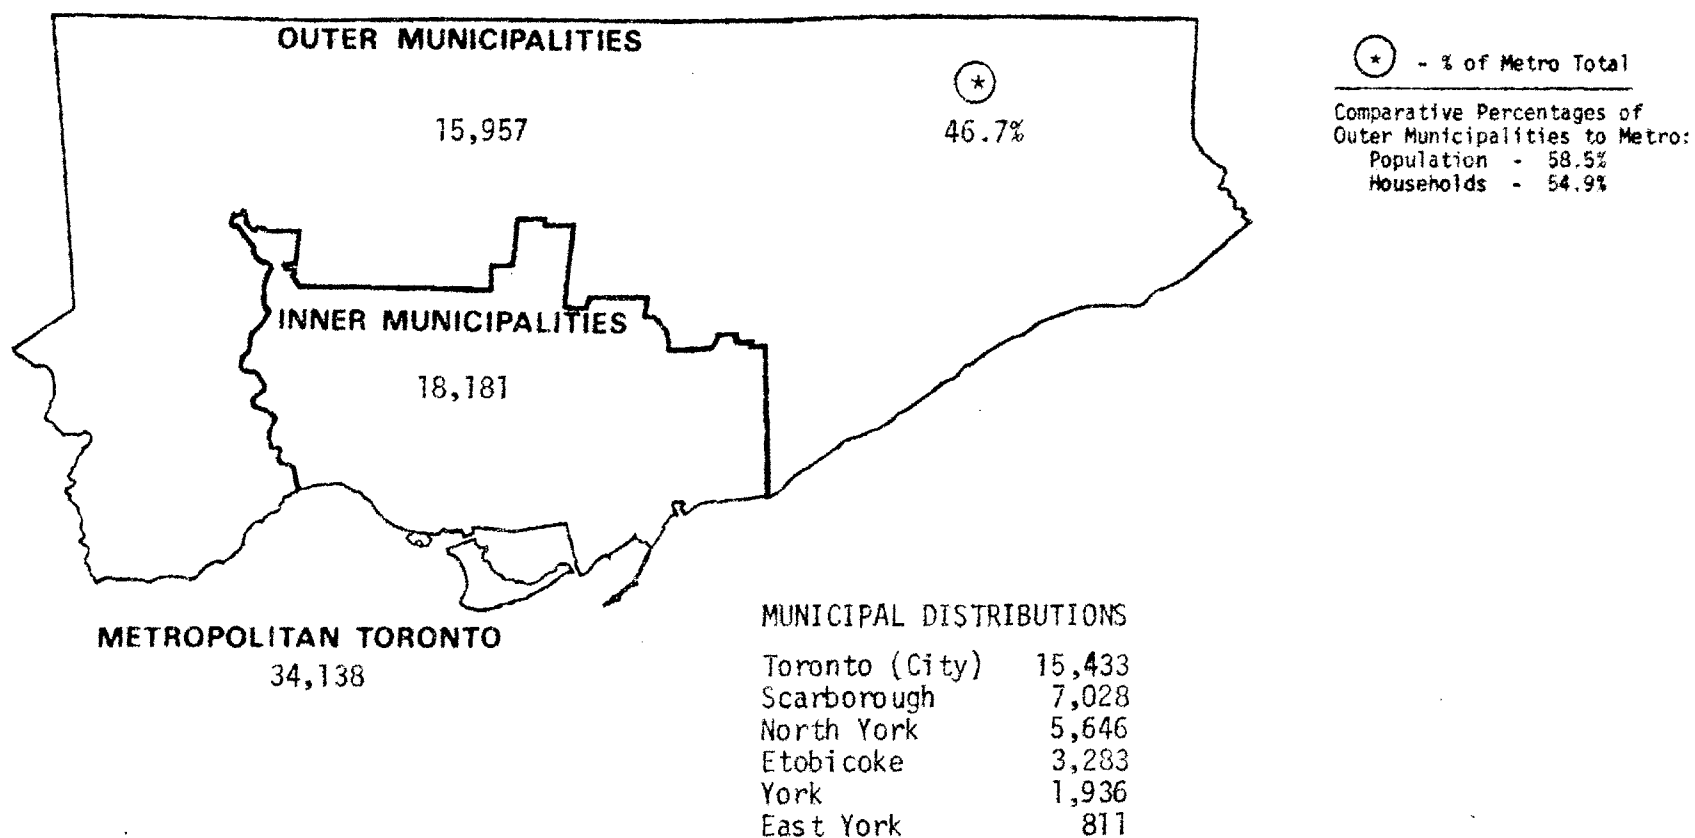 OUTER MUNICIPALITIES
15,957
*
46.7%
* - % of Metro Total
Comparative Percentages of
Outer Municipalities to Metro:
Population - 58.5%
Households - 54.9%
INNER MUNICIPALITIES
18,181
METROPOLITAN TORONTO
34,138
MUNICIPAL DISTRIBUTIONS
Toronto (City) 15,433
Scarborough 7,028
North York 5,646
Etobicoke 3,283
York 1,936
East York 811